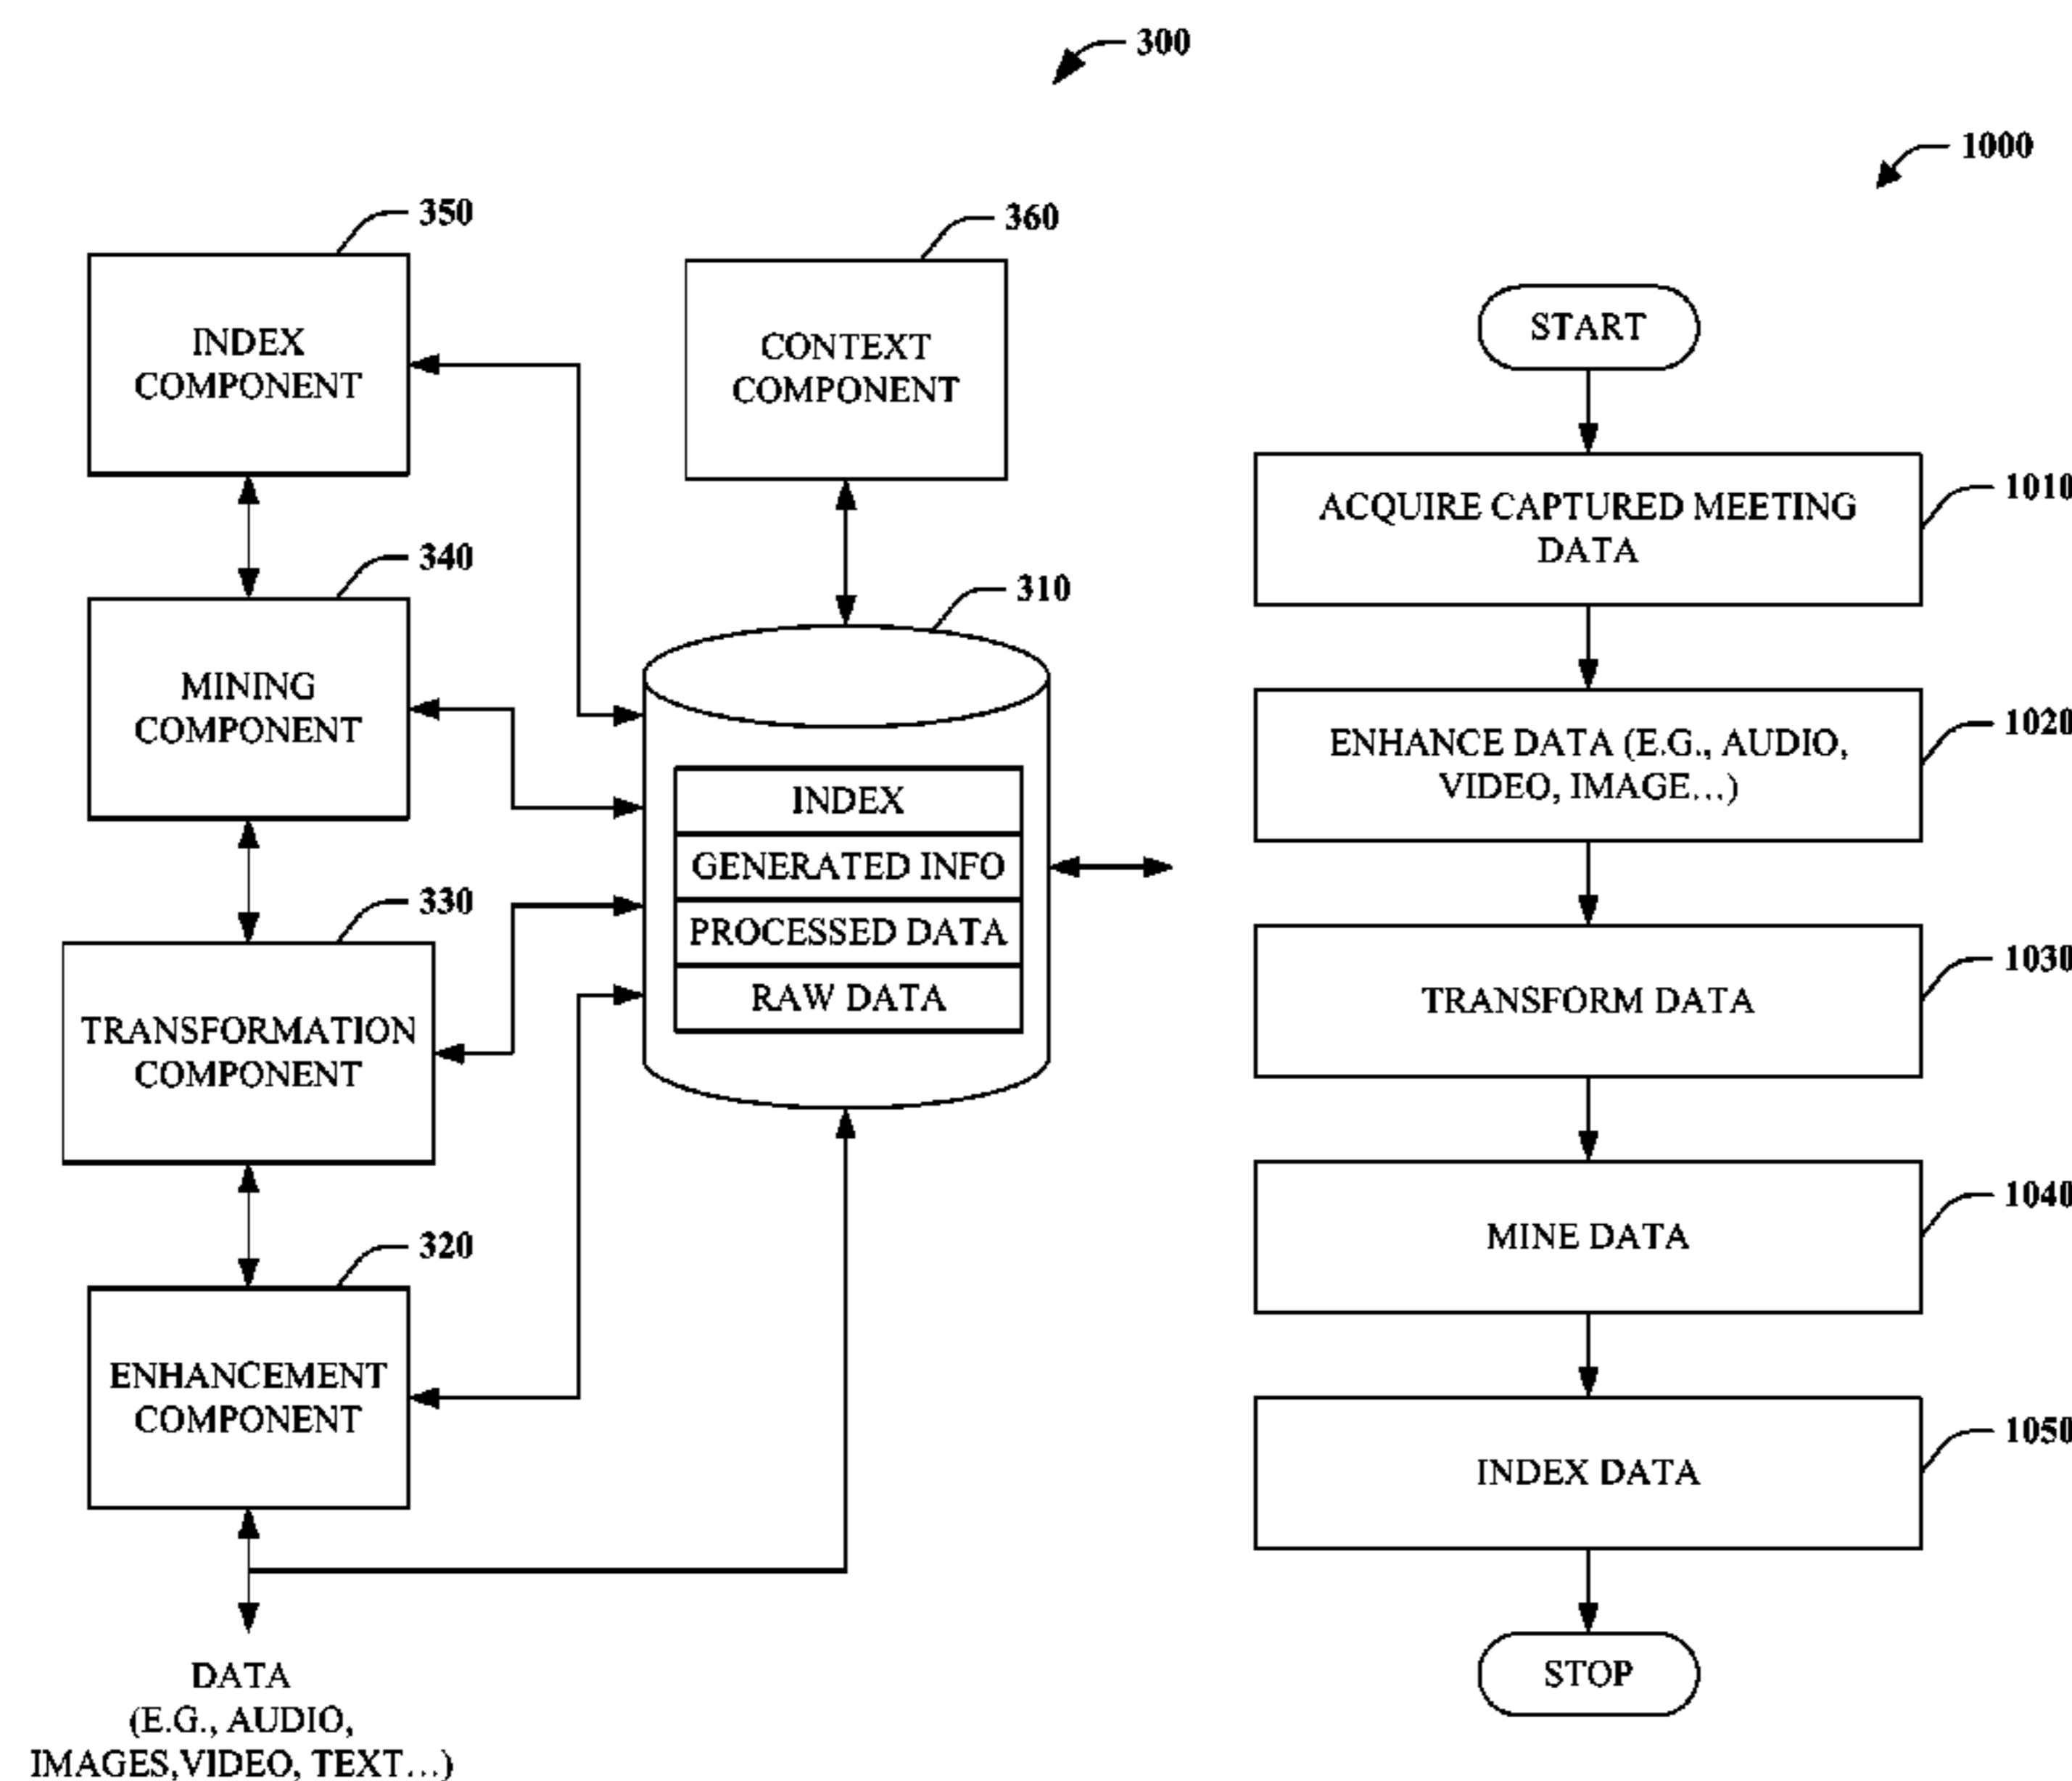 300
350
INDEX
COMPONENT
360
CONTEXT
COMPONENT
340
MINING
COMPONENT
310
INDEX
GENERATED INFO
PROCESSED DATA
RAW DATA
330
TRANSFORMATION
COMPONENT
320
ENHANCEMENT
COMPONENT
DATA
(E.G., AUDIO,
IMAGES,VIDEO, TEXT…)
1000
START
ACQUIRE CAPTURED MEETING
DATA
1010
ENHANCE DATA (E.G., AUDIO,
VIDEO, IMAGE…)
1020
TRANSFORM DATA
1030
MINE DATA
1040
INDEX DATA
1050
STOP